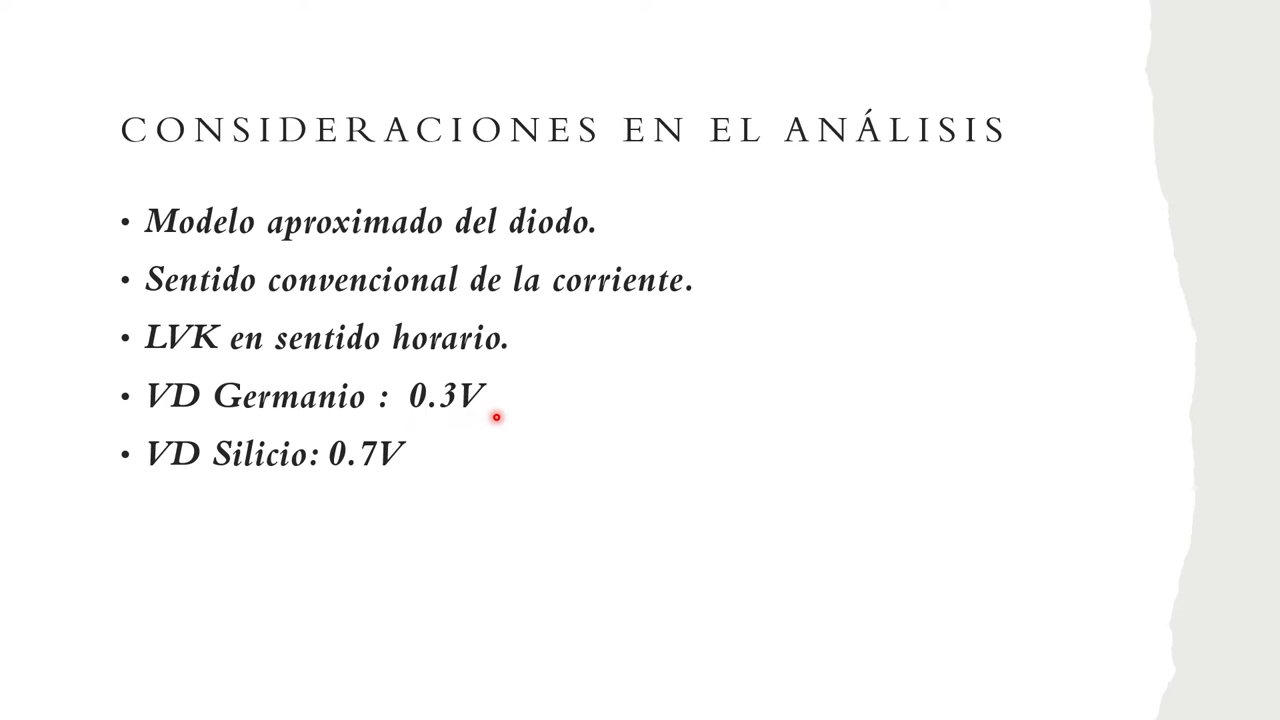 CONSIDERACIONES EN EL ANÁLISIS
• Modelo aproximado del diodo.
• Sentido convencional de la corriente.
• LVK en sentido horario.
• VD Germanio : 0.3V
• VD Silicio: 0.7V